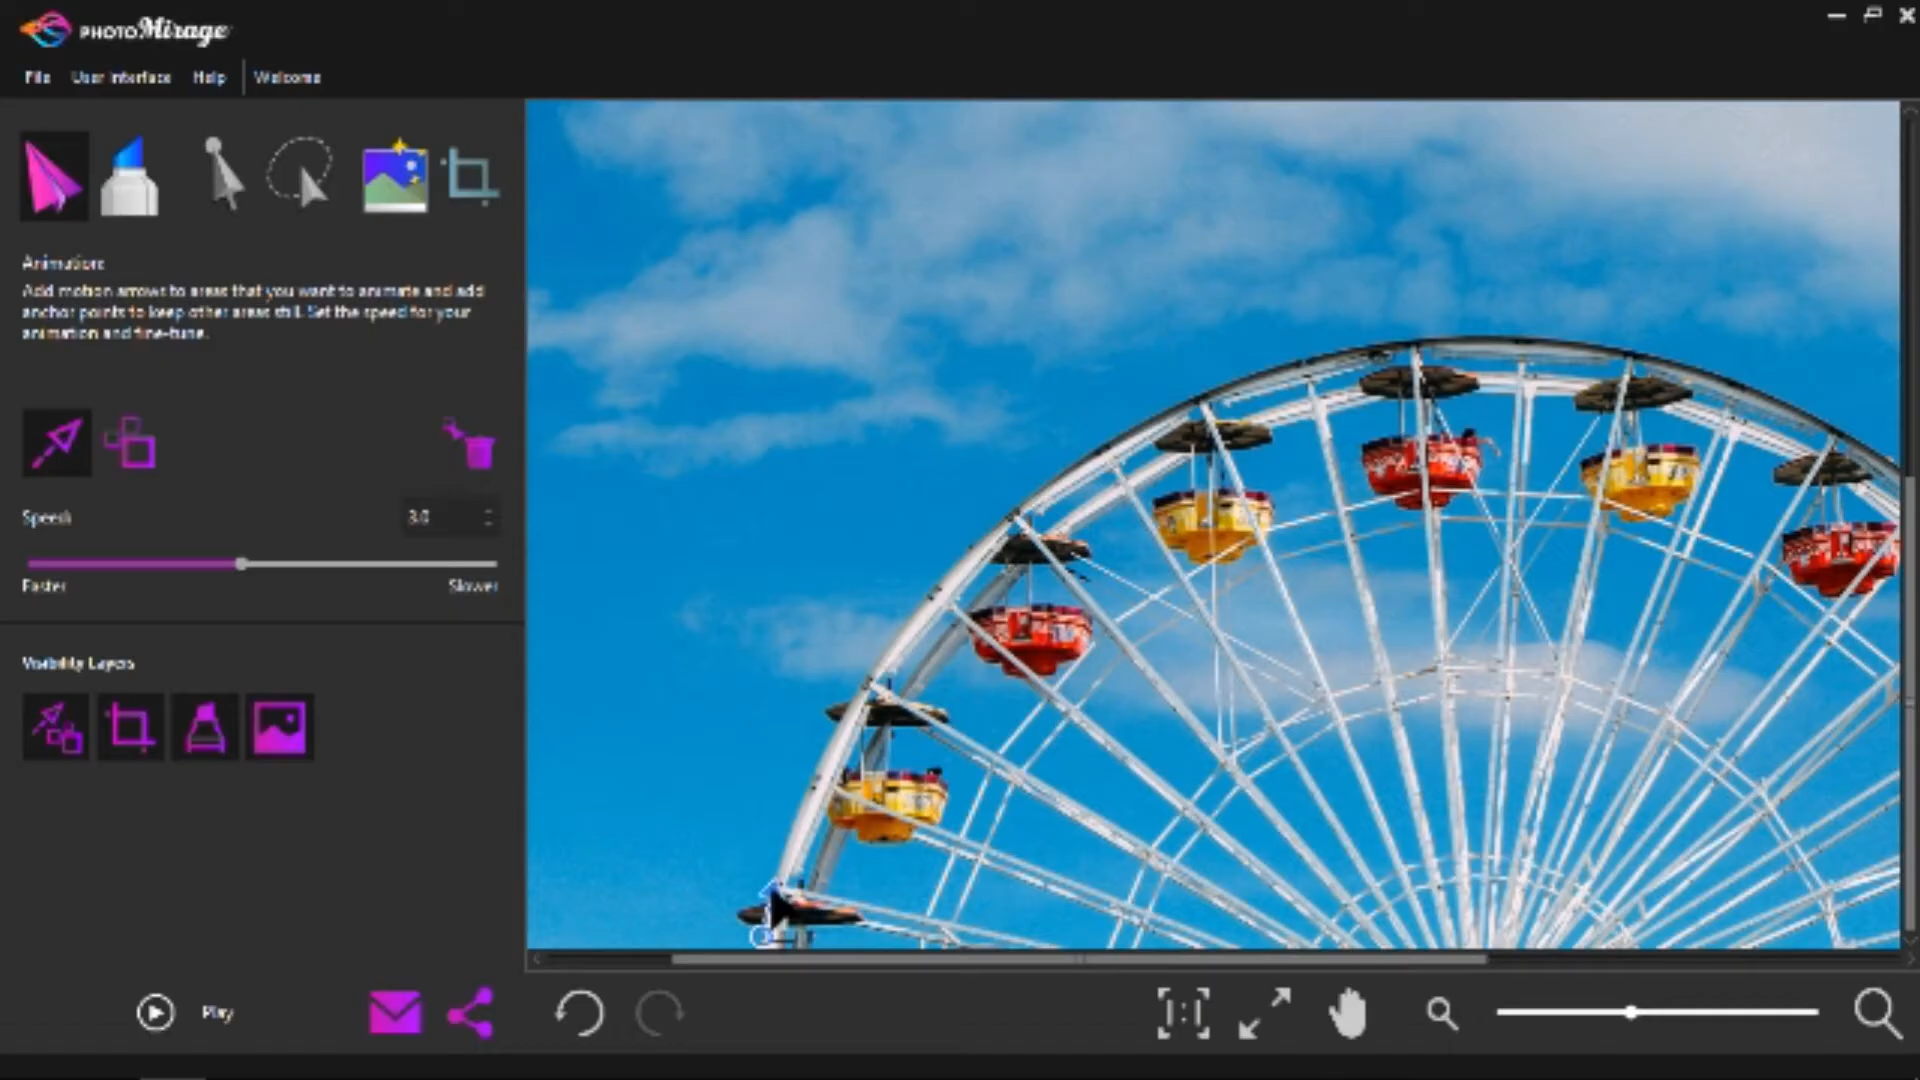 PHOTOMirage
File User Interface Help Welcome
Animation:
Add motion arrows to areas that you want to animate and add
anchor points to keep other areas still. Set the speed for your
animation and fine-tune.
Speed: 3.0
Faster Slower
Visibility Layers
Play